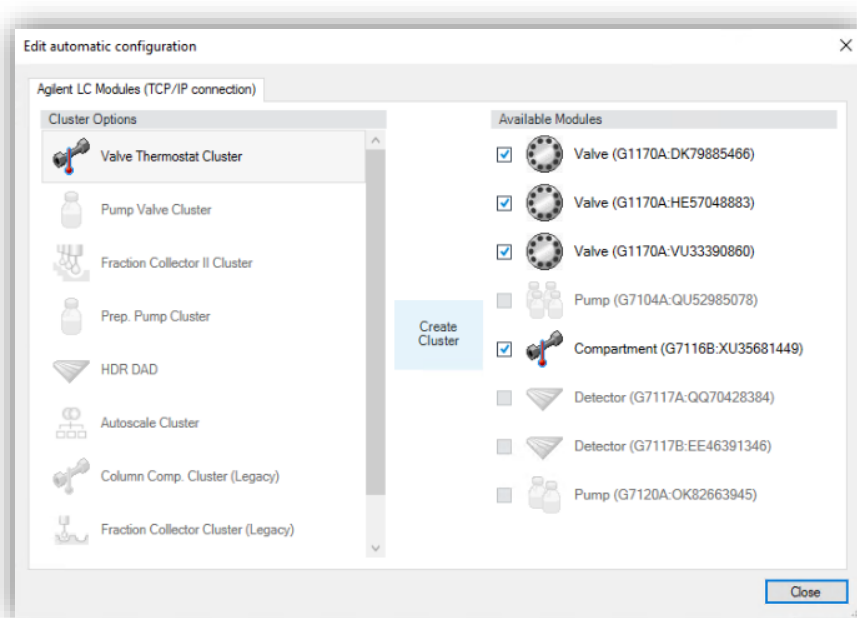 Edit automatic configuration
Agilent LC Modules (TCP/IP connection)
Cluster Options
Valve Thermostat Cluster
Pump Valve Cluster
Fraction Collector II Cluster
Prep. Pump Cluster
HDR DAD
Autoscale Cluster
Column Comp. Cluster (Legacy)
Fraction Collector Cluster (Legacy)
Create
Cluster
Available Modules
Valve (G1170A:DK79885466)
Valve (G1170A:HE57048883)
Valve (G1170A:VU33390860)
Pump (G7104A:QU52985078)
Compartment (G7116B:XU35681449)
Detector (G7117A:QQ70428384)
Detector (G7117B:EE46391346)
Pump (G7120A:OK82663945)
Close